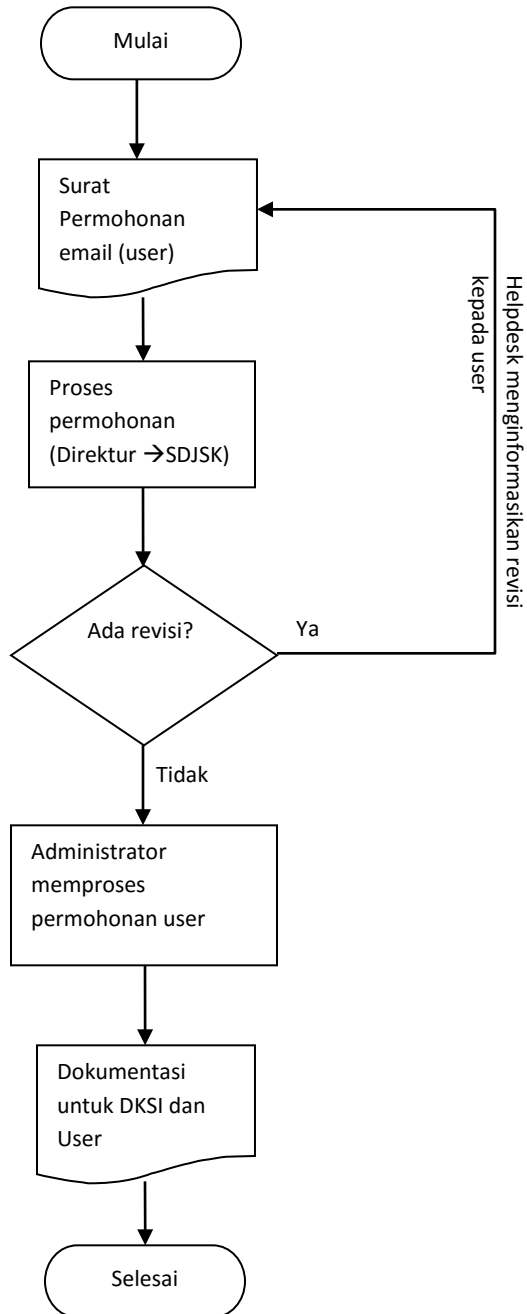 Mulai
Surat
Permohonan
email (user)
Helpdesk menginformasikan revisi
kepada user
Proses
permohonan
(Direktur →SDJSK)
Ada revisi?
Ya
Tidak
Administrator
memproses
permohonan user
Dokumentasi
untuk DKSI dan
User
Selesai